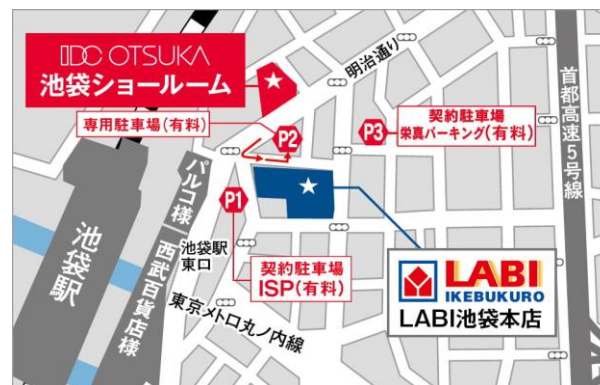 IDC OTSUKA
池袋ショールーム
明治通り
首都高速5号線
専用駐車場(有料)
P2
P3
契約駐車場
栄真パーキング(有料)
パルコ様
P1
池袋駅
西武百貨店様
池袋駅
東口
契約駐車場
ISP(有料)
東京メトロ丸ノ内線
LABI
IKEBUKURO
LABI池袋本店